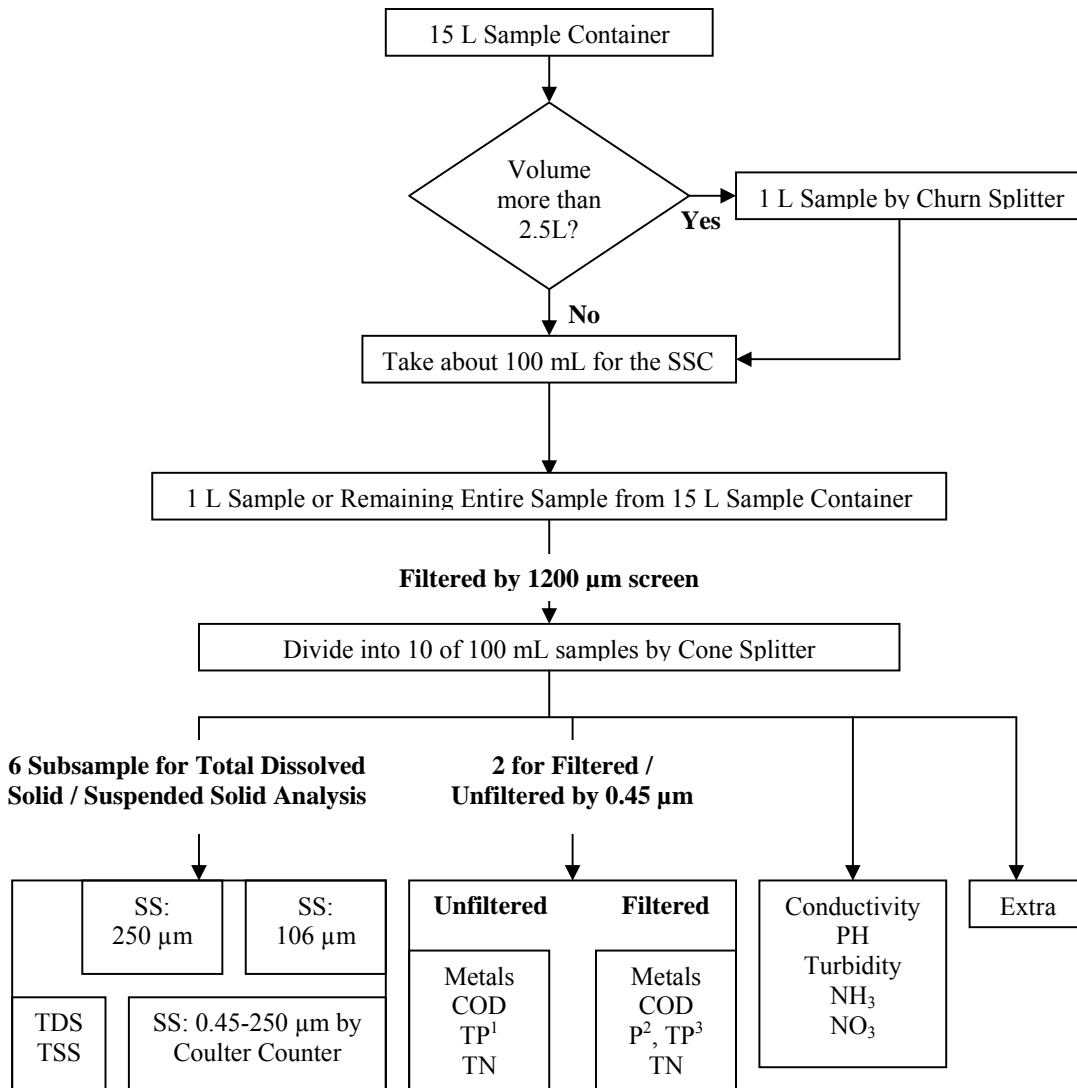 15 L Sample Container
Volume
more than
2.5L?
Yes
1 L Sample by Churn Splitter
No
Take about 100 mL for the SSC
1 L Sample or Remaining Entire Sample from 15 L Sample Container
Filtered by 1200 µm screen
Divide into 10 of 100 mL samples by Cone Splitter
6 Subsample for Total Dissolved
Solid / Suspended Solid Analysis
2 for Filtered /
Unfiltered by 0.45 µm
SS:
250 µm
SS:
106 µm
TDS
TSS
SS: 0.45-250 µm by
Coulter Counter
Unfiltered
Metals
COD
TP¹
TN
Filtered
Metals
COD
P², TP³
TN
Conductivity
PH
Turbidity
NH₃
NO₃
Extra